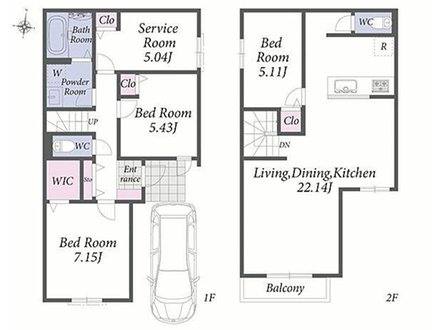 Bath
Room
Clo
Service
Room
5.04J
W
Powder
Room
Clo
Bed Room
5.43J
UP
WC
WIC
Sto
Ent
rance
Bed Room
7.15J
1F
Bed
Room
5.11J
WC
R
Clo
DN
Living,Dining,Kitchen
22.14J
Balcony
2F